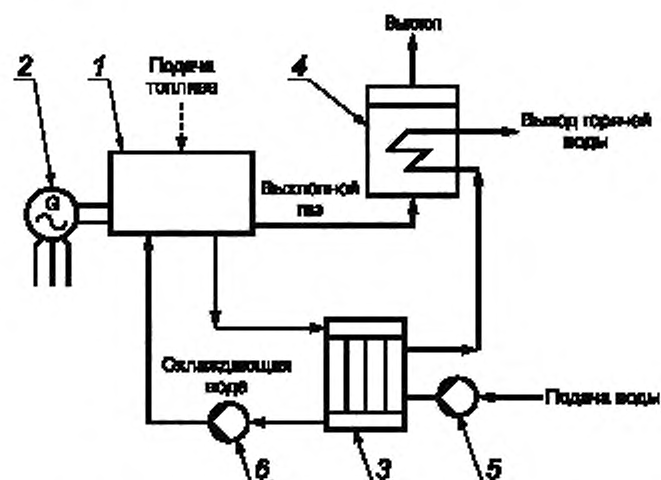 Выхлоп
2
1
Подача
топлива
4
Выход горячей
воды
G
Выхлопной
газ
Охлаждающая
вода
Подача воды
6
3
5